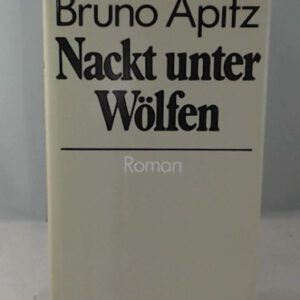 Bruno Apitz
Nackt unter
Wölfen
Roman